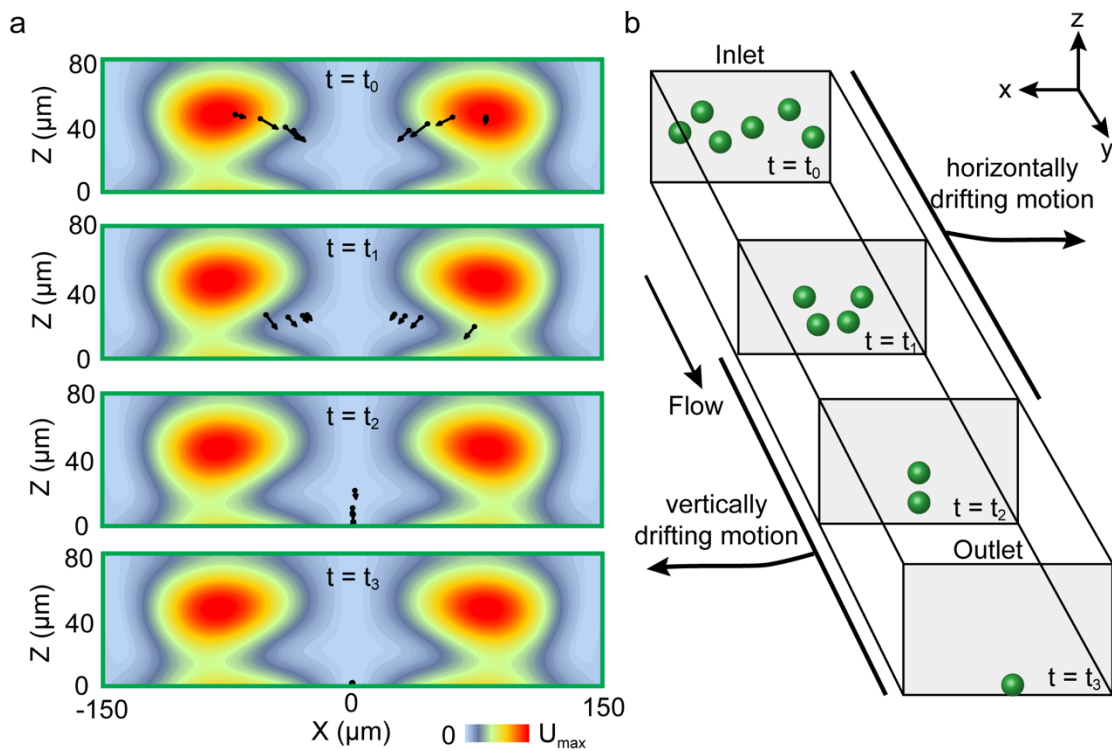 a
80
40
0
Z (µm)
t = t0
80
40
0
Z (µm)
t = t1
80
40
0
Z (µm)
t = t2
80
40
0
Z (µm)
t = t3
-150
0
150
X (µm)
0
Umax
b
z
x
y
Inlet
t = t0
horizontally
drifting motion
t = t1
Flow
t = t2
vertically
drifting motion
Outlet
t = t3